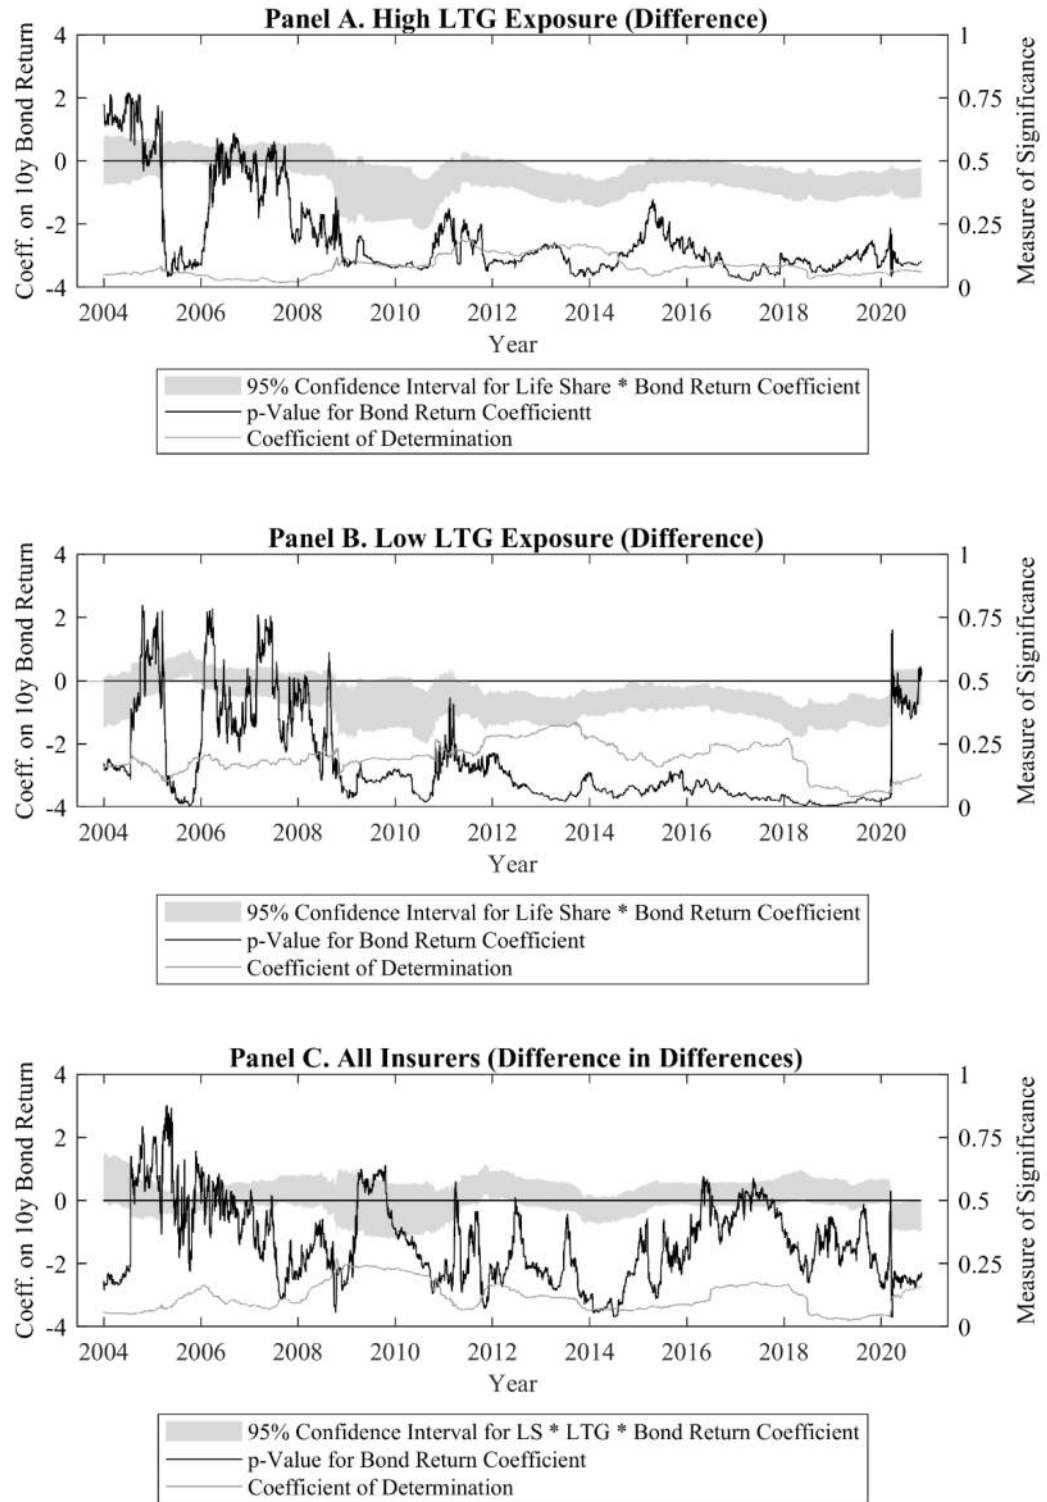 Panel A. High LTG Exposure (Difference)
Coeff. on 10y Bond Return
4
2
0
-2
-4
1
0.75
0.5
0.25
0
Measure of Significance
2004 2006 2008 2010 2012 2014 2016 2018 2020
Year
95% Confidence Interval for Life Share * Bond Return Coefficient
p-Value for Bond Return Coefficientt
Coefficient of Determination
Panel B. Low LTG Exposure (Difference)
Coeff. on 10y Bond Return
4
2
0
-2
-4
1
0.75
0.5
0.25
0
Measure of Significance
2004 2006 2008 2010 2012 2014 2016 2018 2020
Year
95% Confidence Interval for Life Share * Bond Return Coefficient
p-Value for Bond Return Coefficient
Coefficient of Determination
Panel C. All Insurers (Difference in Differences)
Coeff. on 10y Bond Return
4
2
0
-2
-4
1
0.75
0.5
0.25
0
Measure of Significance
2004 2006 2008 2010 2012 2014 2016 2018 2020
Year
95% Confidence Interval for LS * LTG * Bond Return Coefficient
p-Value for Bond Return Coefficient
Coefficient of Determination